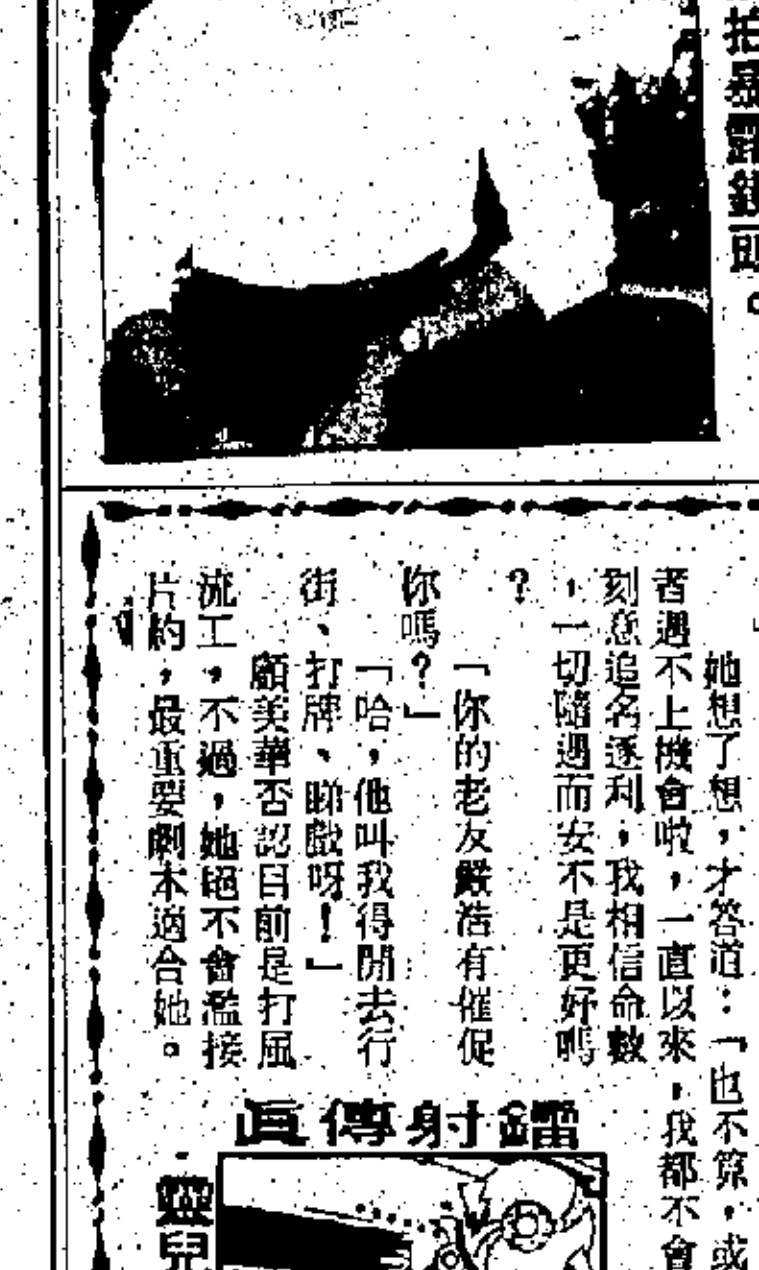 拍暴露鏡頭。
她想了想，才答道：「也不算，或
者遇不上機會啦，一直以來，我都不會
刻意追名逐利，我相信命數
，一切隨遇而安不是更好嗎
？
「你的老友嚴浩有催促
你嗎？」
「哈，他叫我得閒去行
街、打牌、睇戲呀！」
顧美華否認目前是打風
流工，不過，她絕不會濫接
片約，最重要劇本適合她。
真傳射鐳
靈兒